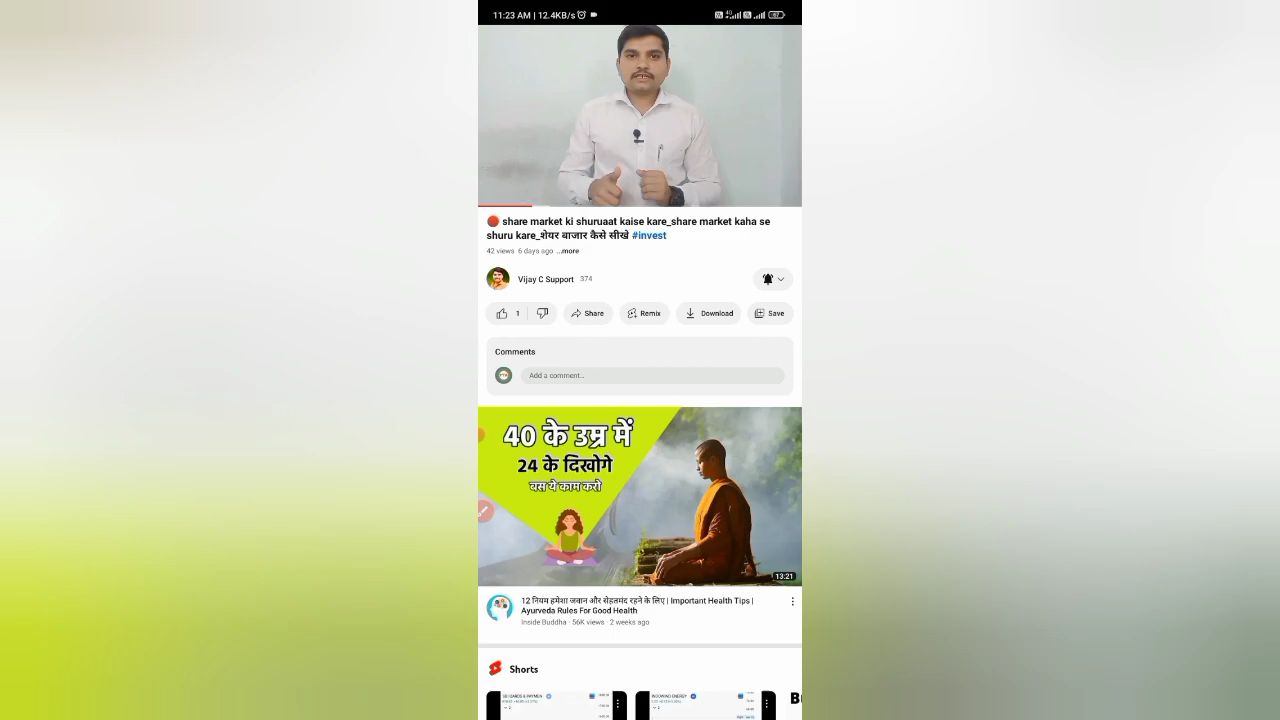 11:23 AM | 12.4KB/s
4G
67
share market ki shuruaat kaise kare_share market kaha se
shuru kare_शेयर बाजार कैसे सीखे #invest
42 views 6 days ago ...more
Vijay C Support 374
1 Share Remix Download Save
Comments
Add a comment...
40 के उम्र में
24 के दिखोगे
बस ये काम करो
13:21
12 नियम हमेशा जवान और सेहतमंद रहने के लिए | Important Health Tips |
Ayurveda Rules For Good Health
Inside Buddha · 56K views · 2 weeks ago
Shorts